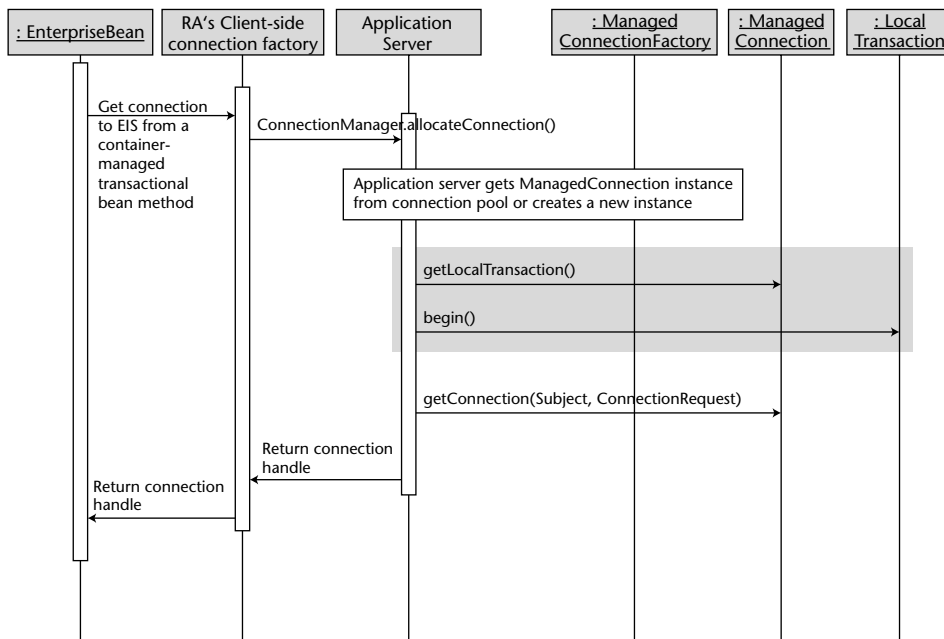 : EnterpriseBean
RA's Client-side
connection factory
Application
Server
: Managed
ConnectionFactory
: Managed
Connection
: Local
Transaction
Get connection
to EIS from a
container-
managed
transactional
bean method
ConnectionManager.allocateConnection()
Application server gets ManagedConnection instance
from connection pool or creates a new instance
getLocalTransaction()
begin()
getConnection(Subject, ConnectionRequest)
Return connection
handle
Return connection
handle